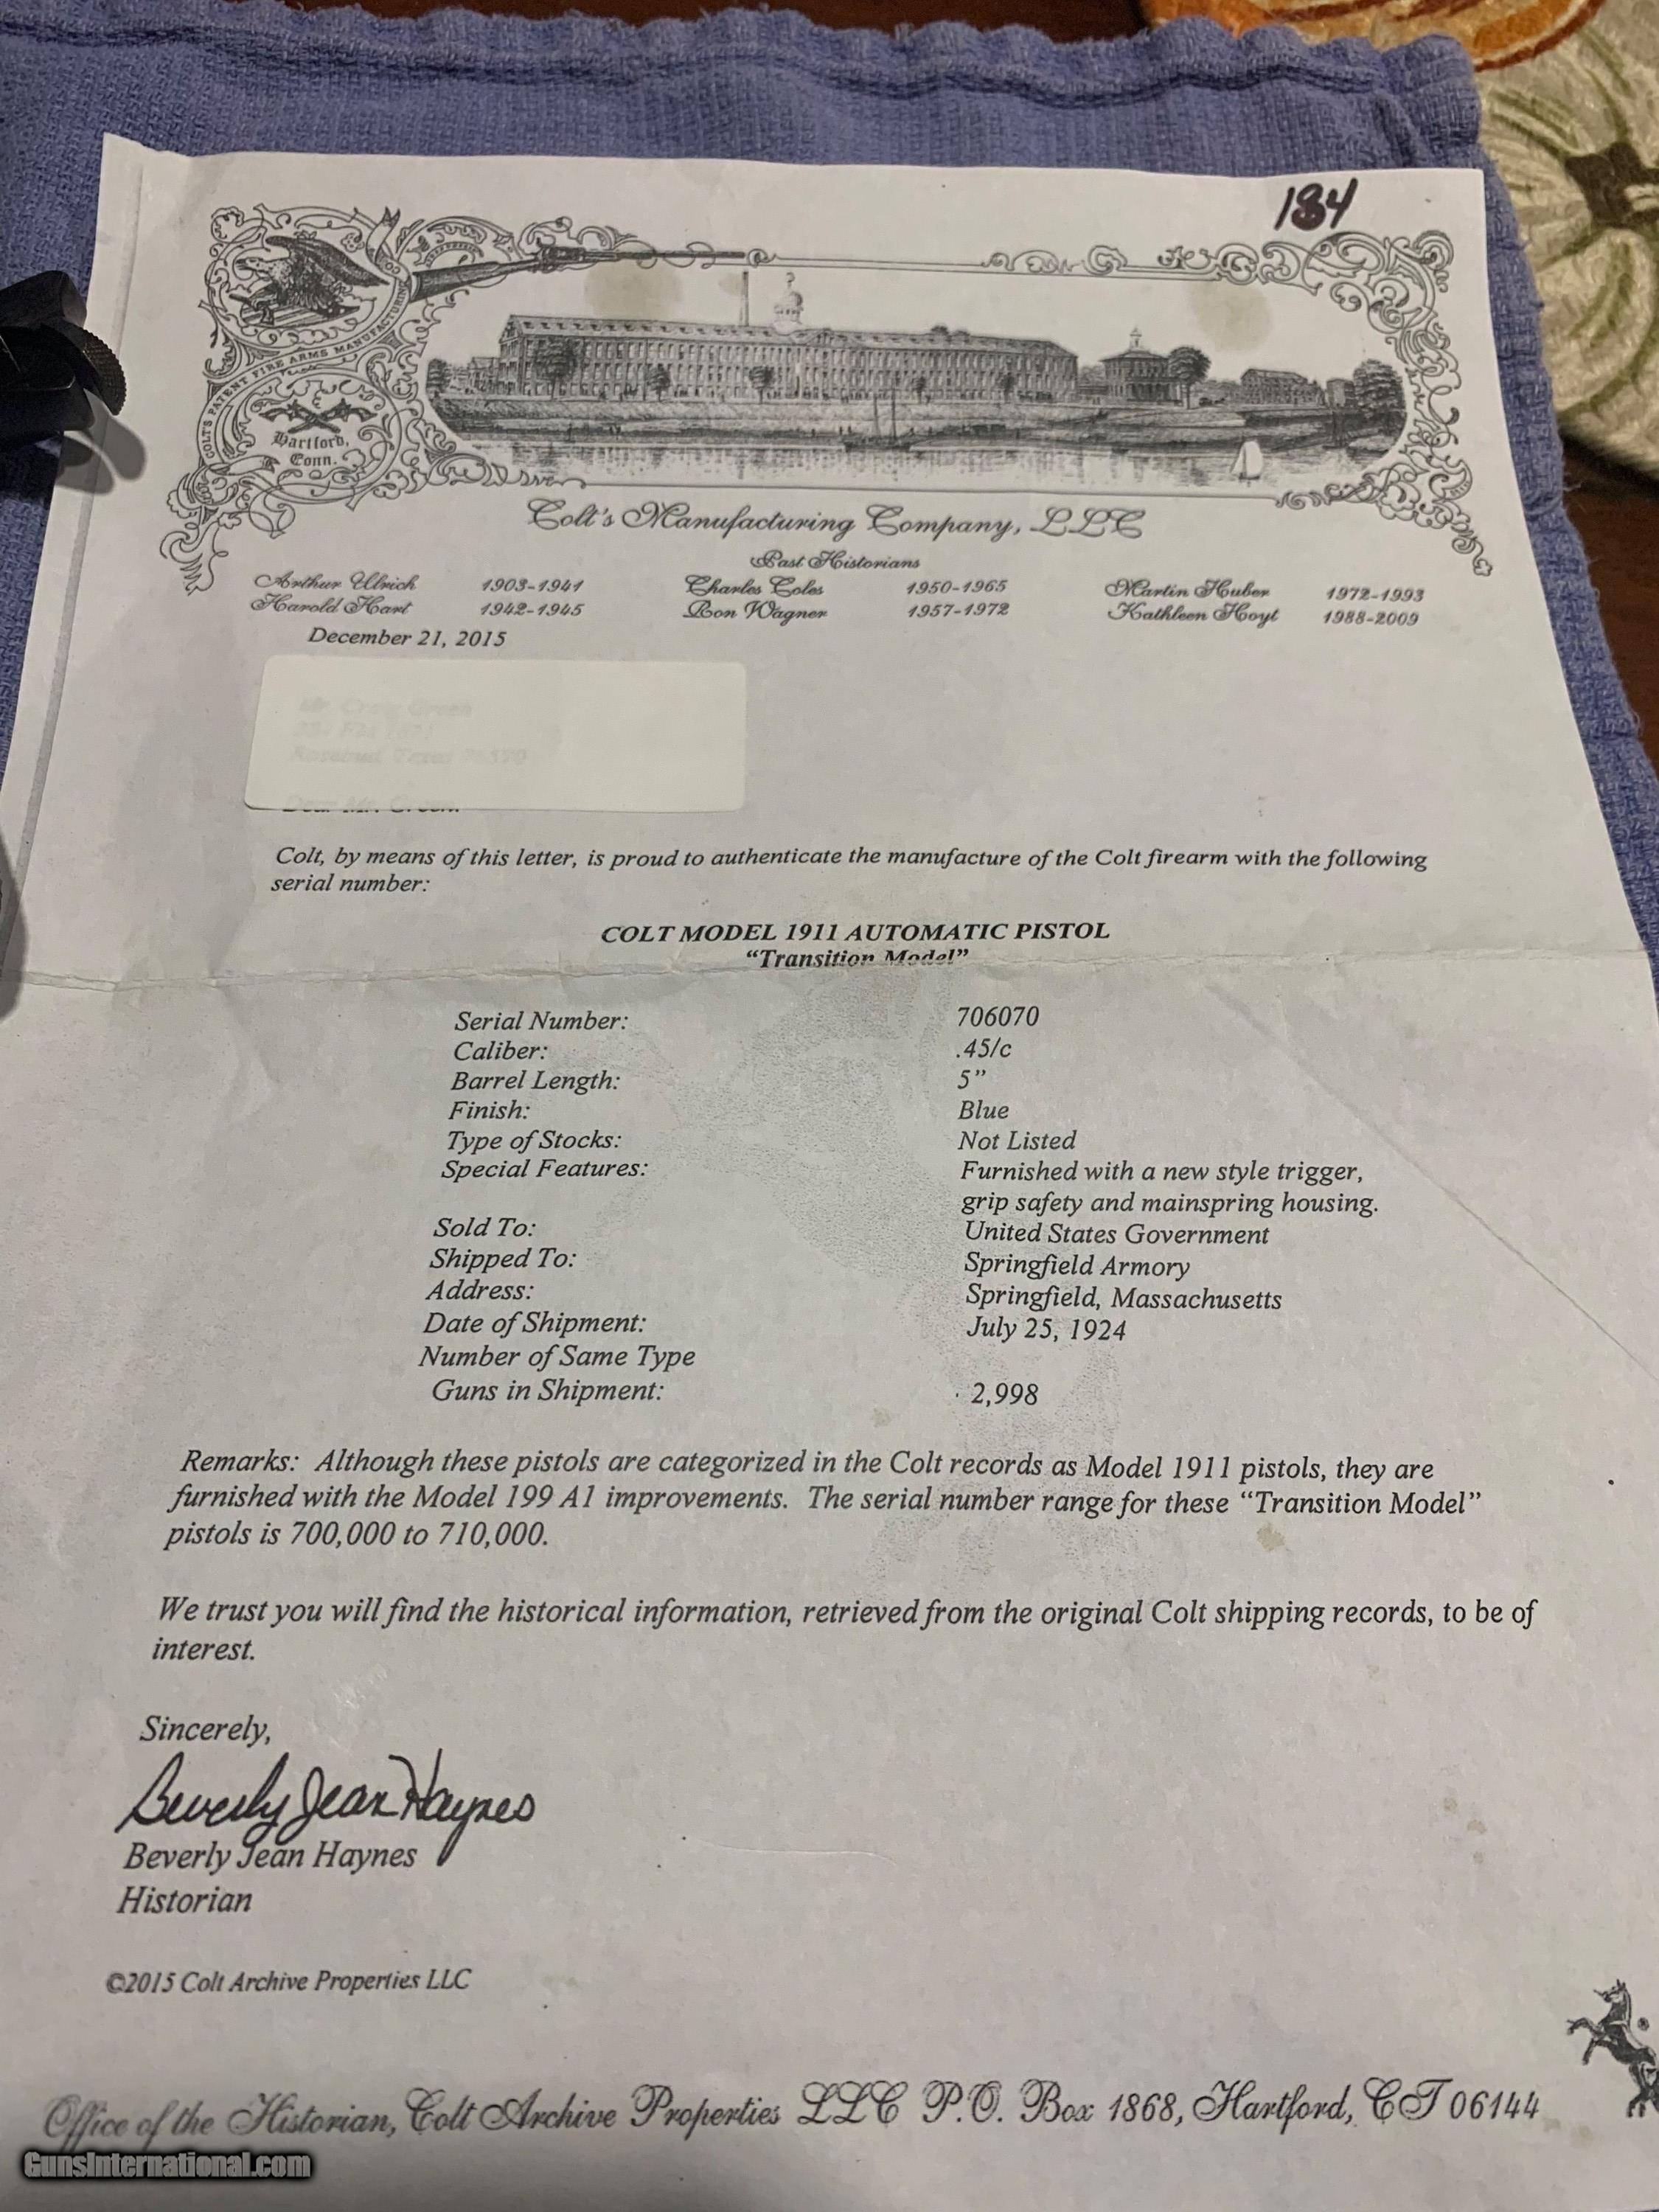 184
COLT'S PATENT FIRE ARMS MANUFACTURING CO
Hartford,
Conn.
Colt's Manufacturing Company, LLC
Past Historians
Arthur Ulrich 1903-1941 Charles Coles 1950-1965 Martin Huber 1972-1993
Harold Hart 1942-1945 Ron Wagner 1957-1972 Kathleen Hoyt 1988-2009
December 21, 2015
Colt, by means of this letter, is proud to authenticate the manufacture of the Colt firearm with the following
serial number:
COLT MODEL 1911 AUTOMATIC PISTOL
“Transition Model”
Serial Number: 706070
Caliber: .45/c
Barrel Length: 5”
Finish: Blue
Type of Stocks: Not Listed
Special Features: Furnished with a new style trigger,
grip safety and mainspring housing.
Sold To: United States Government
Shipped To: Springfield Armory
Address: Springfield, Massachusetts
Date of Shipment: July 25, 1924
Number of Same Type
Guns in Shipment: 2,998
Remarks: Although these pistols are categorized in the Colt records as Model 1911 pistols, they are
furnished with the Model 199 A1 improvements. The serial number range for these “Transition Model”
pistols is 700,000 to 710,000.
We trust you will find the historical information, retrieved from the original Colt shipping records, to be of
interest.
Sincerely,
Beverly Jean Haynes
Beverly Jean Haynes
Historian
©2015 Colt Archive Properties LLC
Office of the Historian, Colt Archive Properties LLC P.O. Box 1868, Hartford, CT 06144
GunsInternational.com